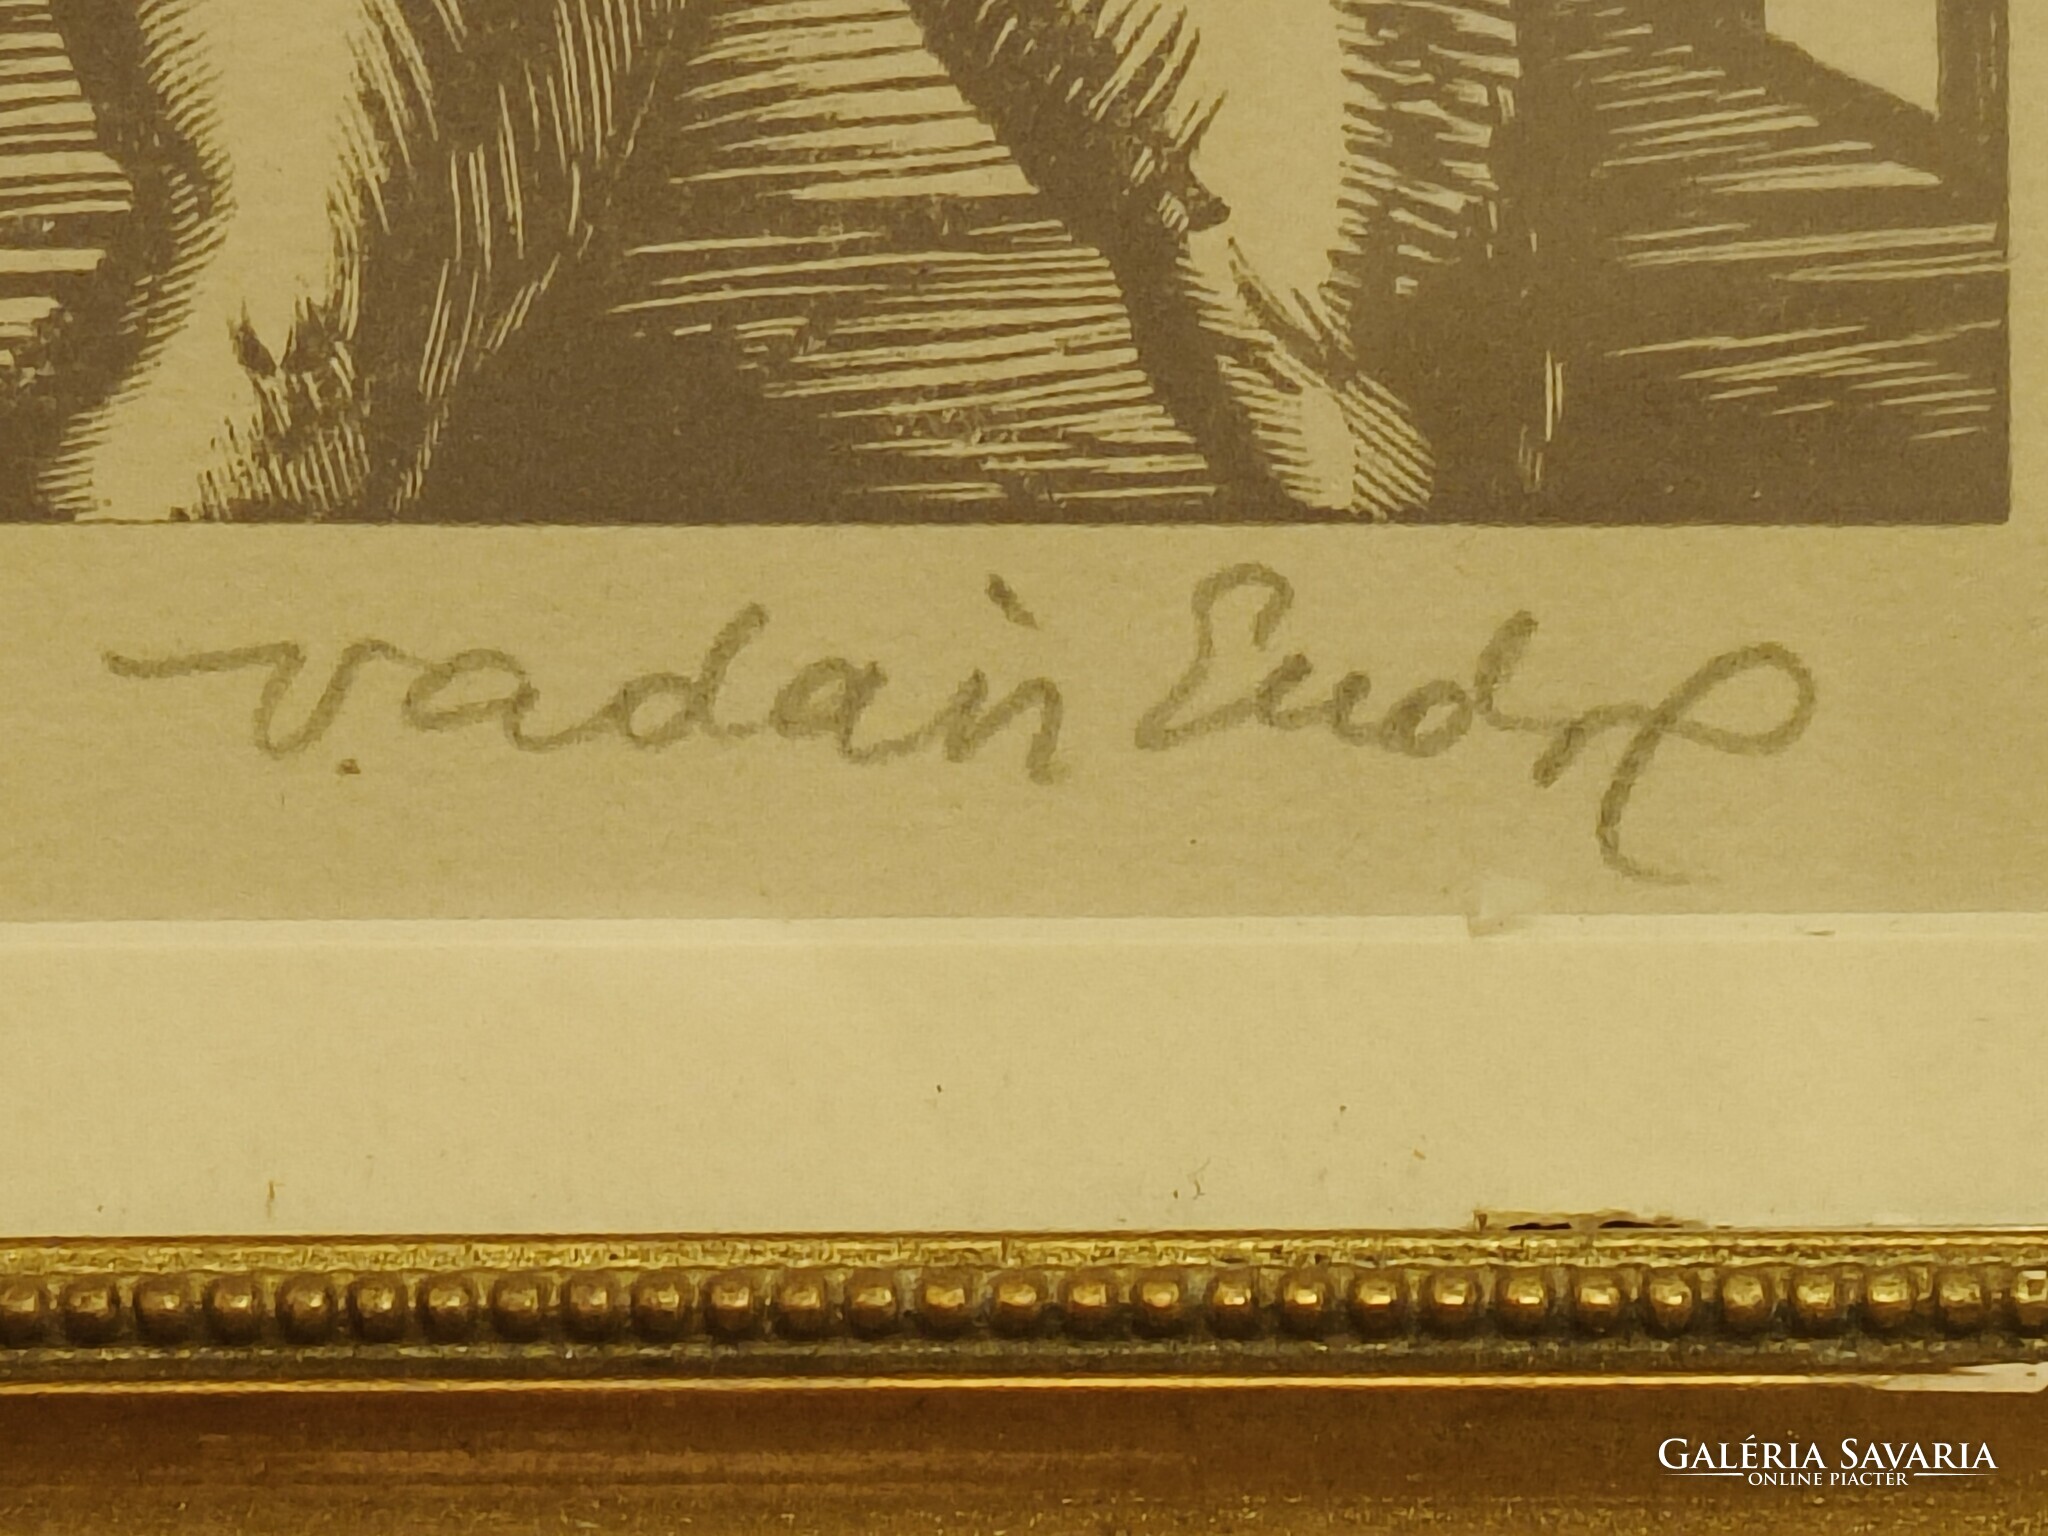 Vadász Endre
GALÉRIA SAVARIA
ONLINE PIACTÉR